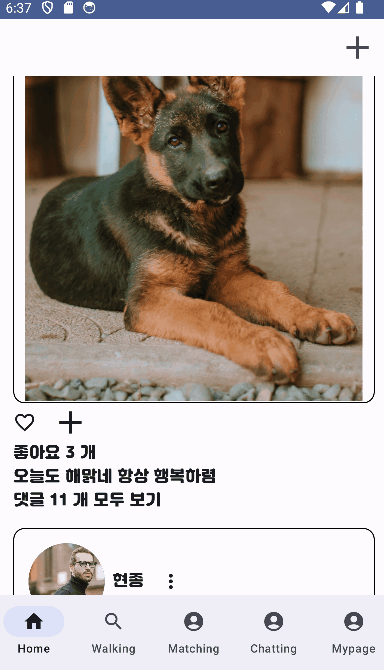 6:37
좋아요 3 개
오늘도 해맑네 항상 행복하렴
댓글 11 개 모두 보기
현종
Home
Walking
Matching
Chatting
Mypage